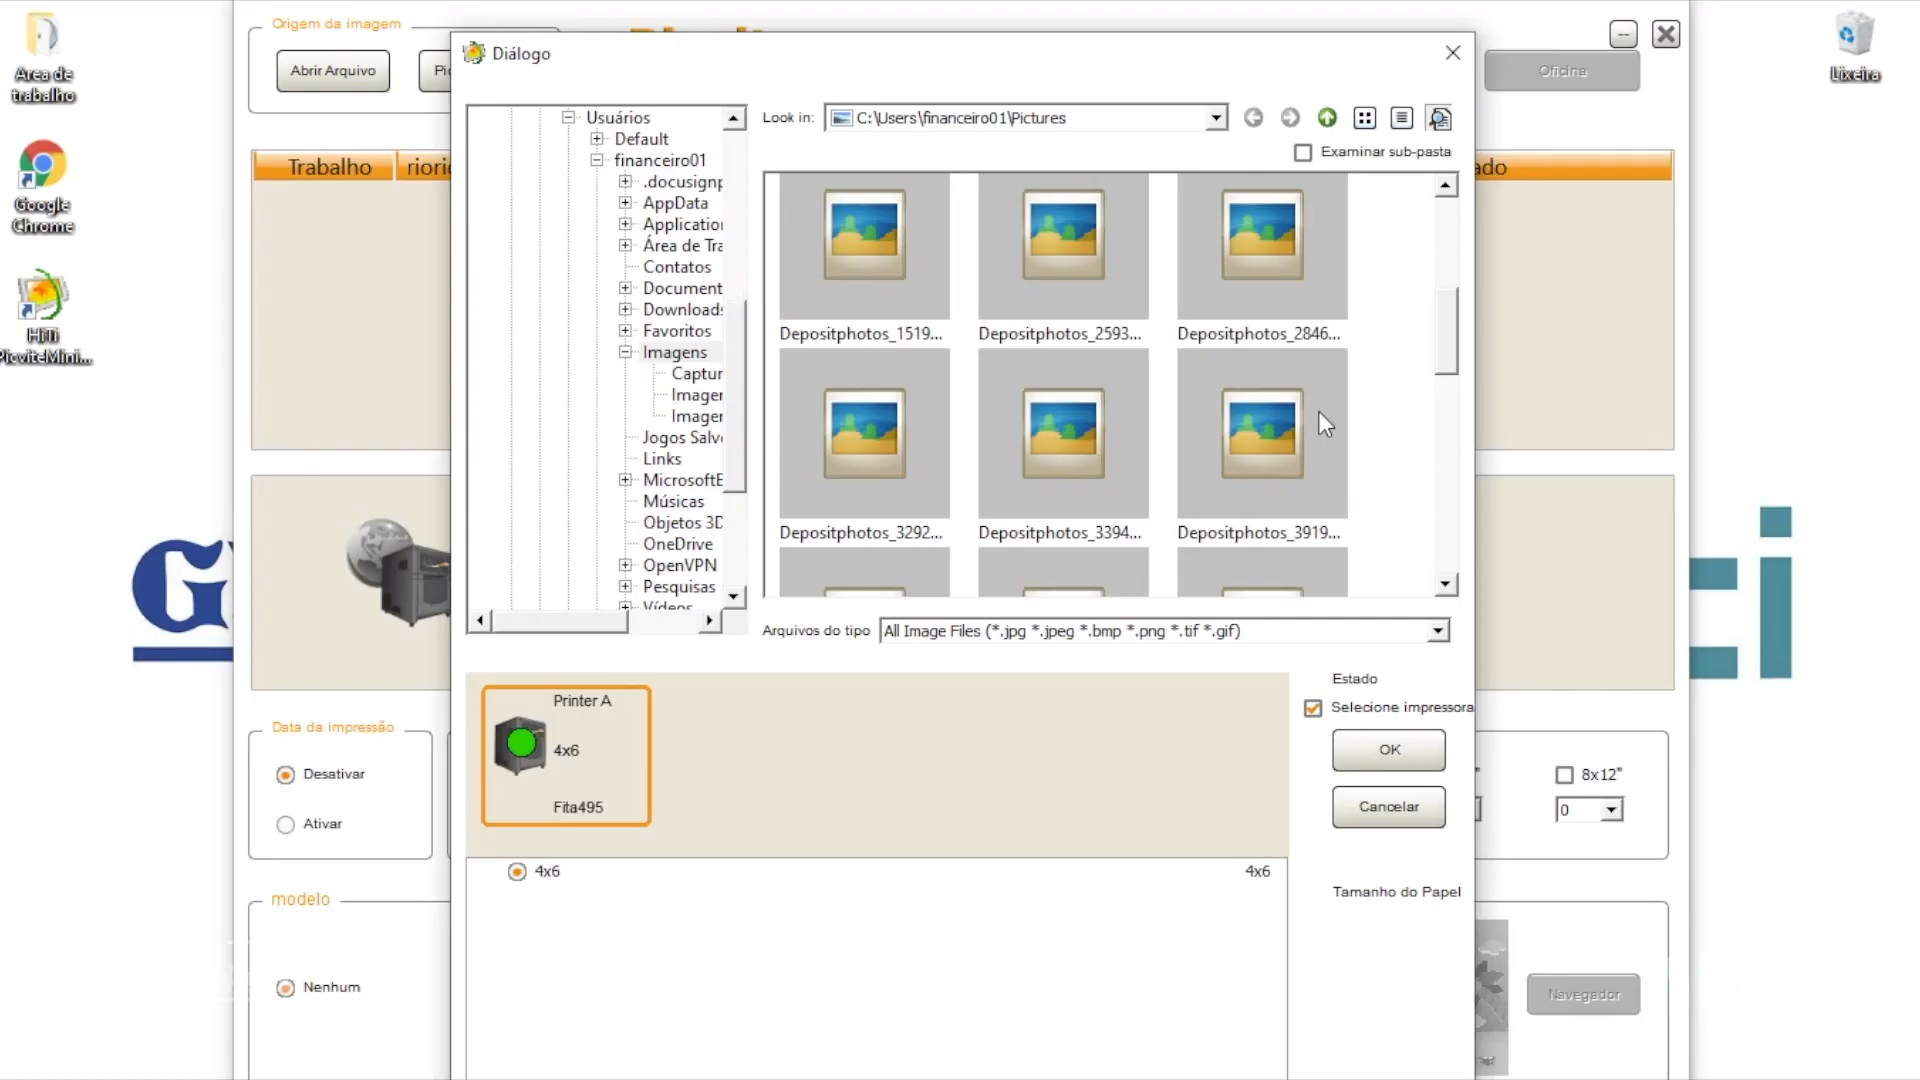 Origem da imagem
Abrir Arquivo
Oficina
Área de
trabalho
Google
Chrome
HiTi
PicviteMini...
Lixeira
Trabalho
Diálogo
Usuários
Default
financeiro01
.docusignp
AppData
Application
Área de Tra
Contatos
Document
Downloads
Favoritos
Imagens
Captur
Imager
Imager
Jogos Salv
Links
MicrosoftE
Músicas
Objetos 3D
OneDrive
OpenVPN
Pesquisas
Vídeos
Look in:
C:\Users\financeiro01\Pictures
Examinar sub-pasta
Depositphotos_1519...
Depositphotos_2593...
Depositphotos_2846...
Depositphotos_3292...
Depositphotos_3394...
Depositphotos_3919...
Arquivos do tipo
All Image Files (*.jpg *.jpeg *.bmp *.png *.tif *.gif)
Printer A
4x6
Fita495
Estado
Selecione impressora
OK
Cancelar
4x6
4x6
Tamanho do Papel
Data da impressão
Desativar
Ativar
8x12"
0
modelo
Nenhum
Navegador